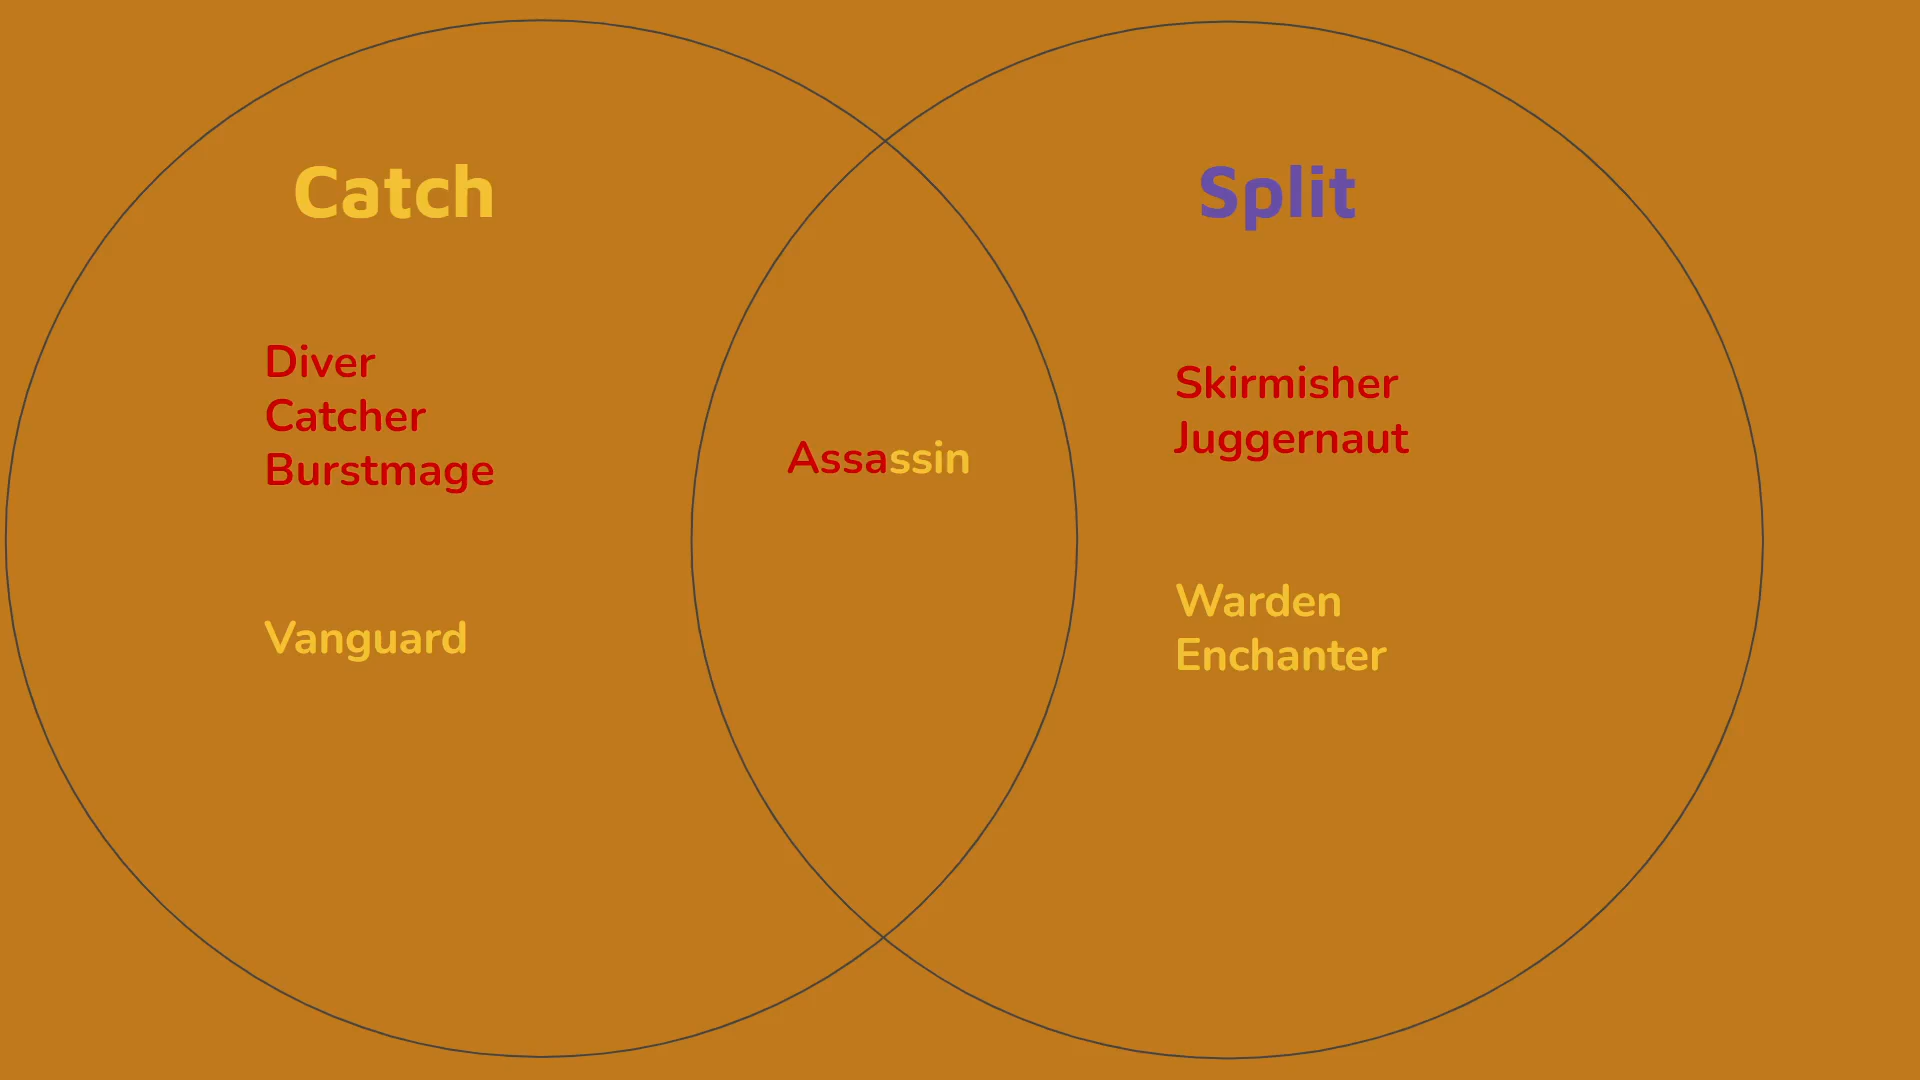 Catch
Diver
Catcher
Burstmage
Vanguard
Assassin
Split
Skirmisher
Juggernaut
Warden
Enchanter